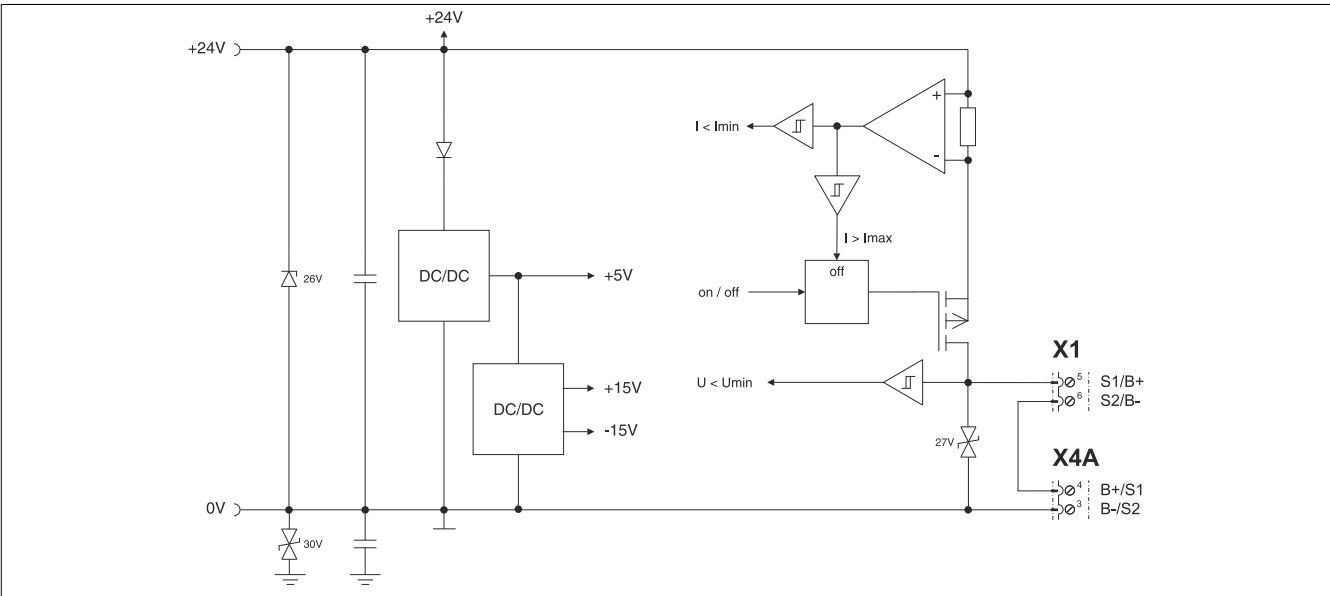 +24V
+24V
+
I < Imin
-
I > Imax
off
26V
DC/DC
+5V
on / off
X1
5
S1/B+
U < Umin
+15V
6
S2/B-
DC/DC
-15V
27V
X4A
4
B+/S1
0V
3
B-/S2
30V